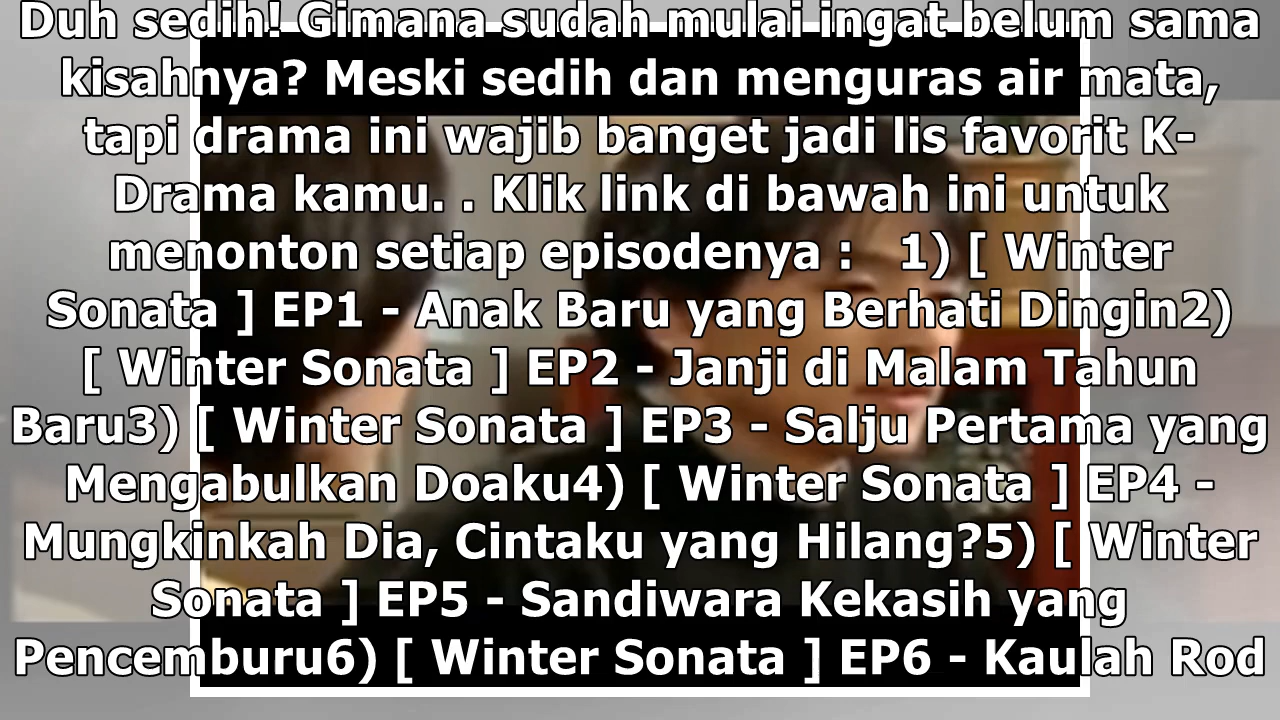 Duh sedih! Gimana sudah mulai ingat belum sama
kisahnya? Meski sedih dan menguras air mata,
tapi drama ini wajib banget jadi lis favorit K-
Drama kamu. . Klik link di bawah ini untuk
menonton setiap episodenya :   1) [ Winter
Sonata ] EP1 - Anak Baru yang Berhati Dingin2)
[ Winter Sonata ] EP2 - Janji di Malam Tahun
Baru3) [ Winter Sonata ] EP3 - Salju Pertama yang
Mengabulkan Doaku4) [ Winter Sonata ] EP4 -
Mungkinkah Dia, Cintaku yang Hilang?5) [ Winter
Sonata ] EP5 - Sandiwara Kekasih yang
Pencemburu6) [ Winter Sonata ] EP6 - Kaulah Rod